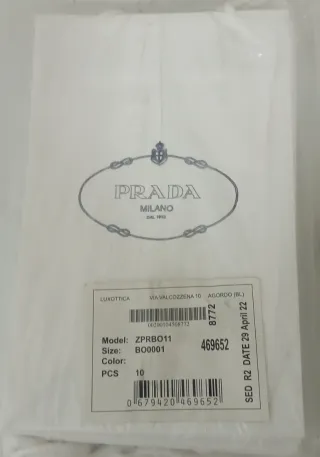 PRADA
MILANO
DAL 1913
LUXOTTICA VIA VALCOZZENA 10 AGORDO (BL)
8772
Model: ZPRBO11
Size: BO0001
Color:
PCS 10
469652
0 679420 469652
SED R2 DATE 29 April 22